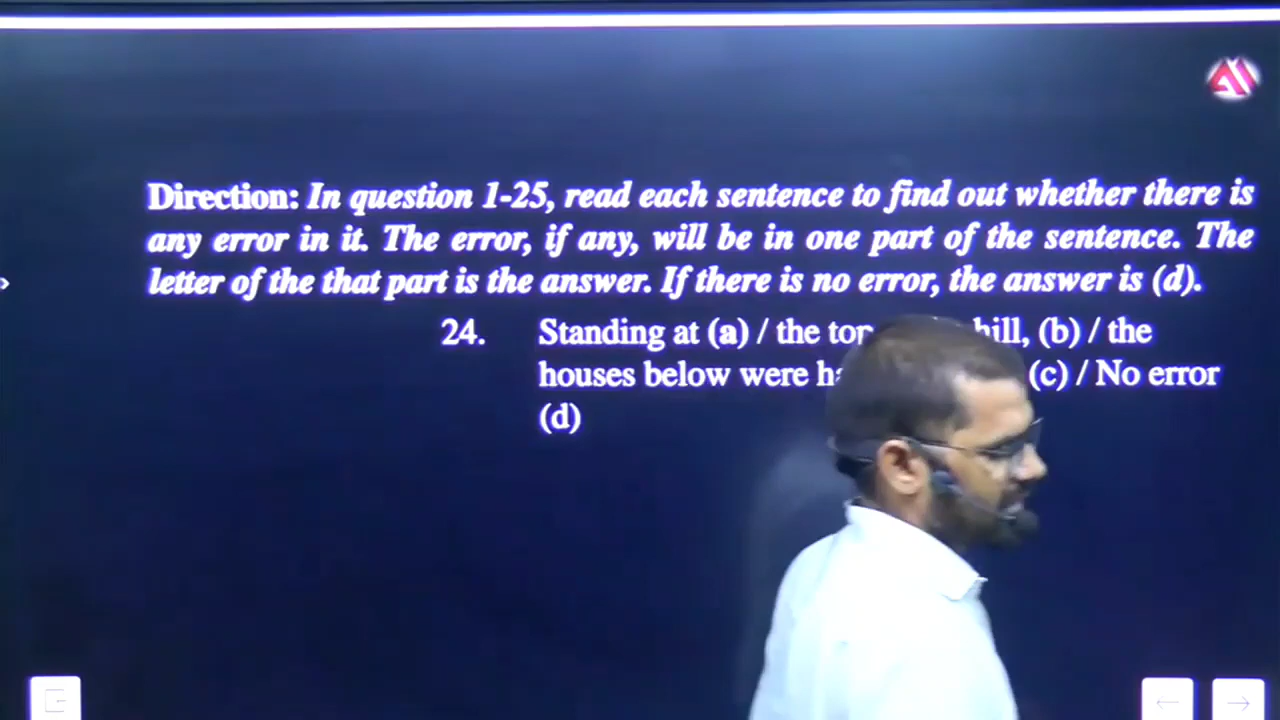 Direction: In question 1-25, read each sentence to find out whether there is
any error in it. The error, if any, will be in one part of the sentence. The
letter of the that part is the answer. If there is no error, the answer is (d).
24. Standing at (a) / the top hill, (b) / the
houses below were (c) / No error
(d)